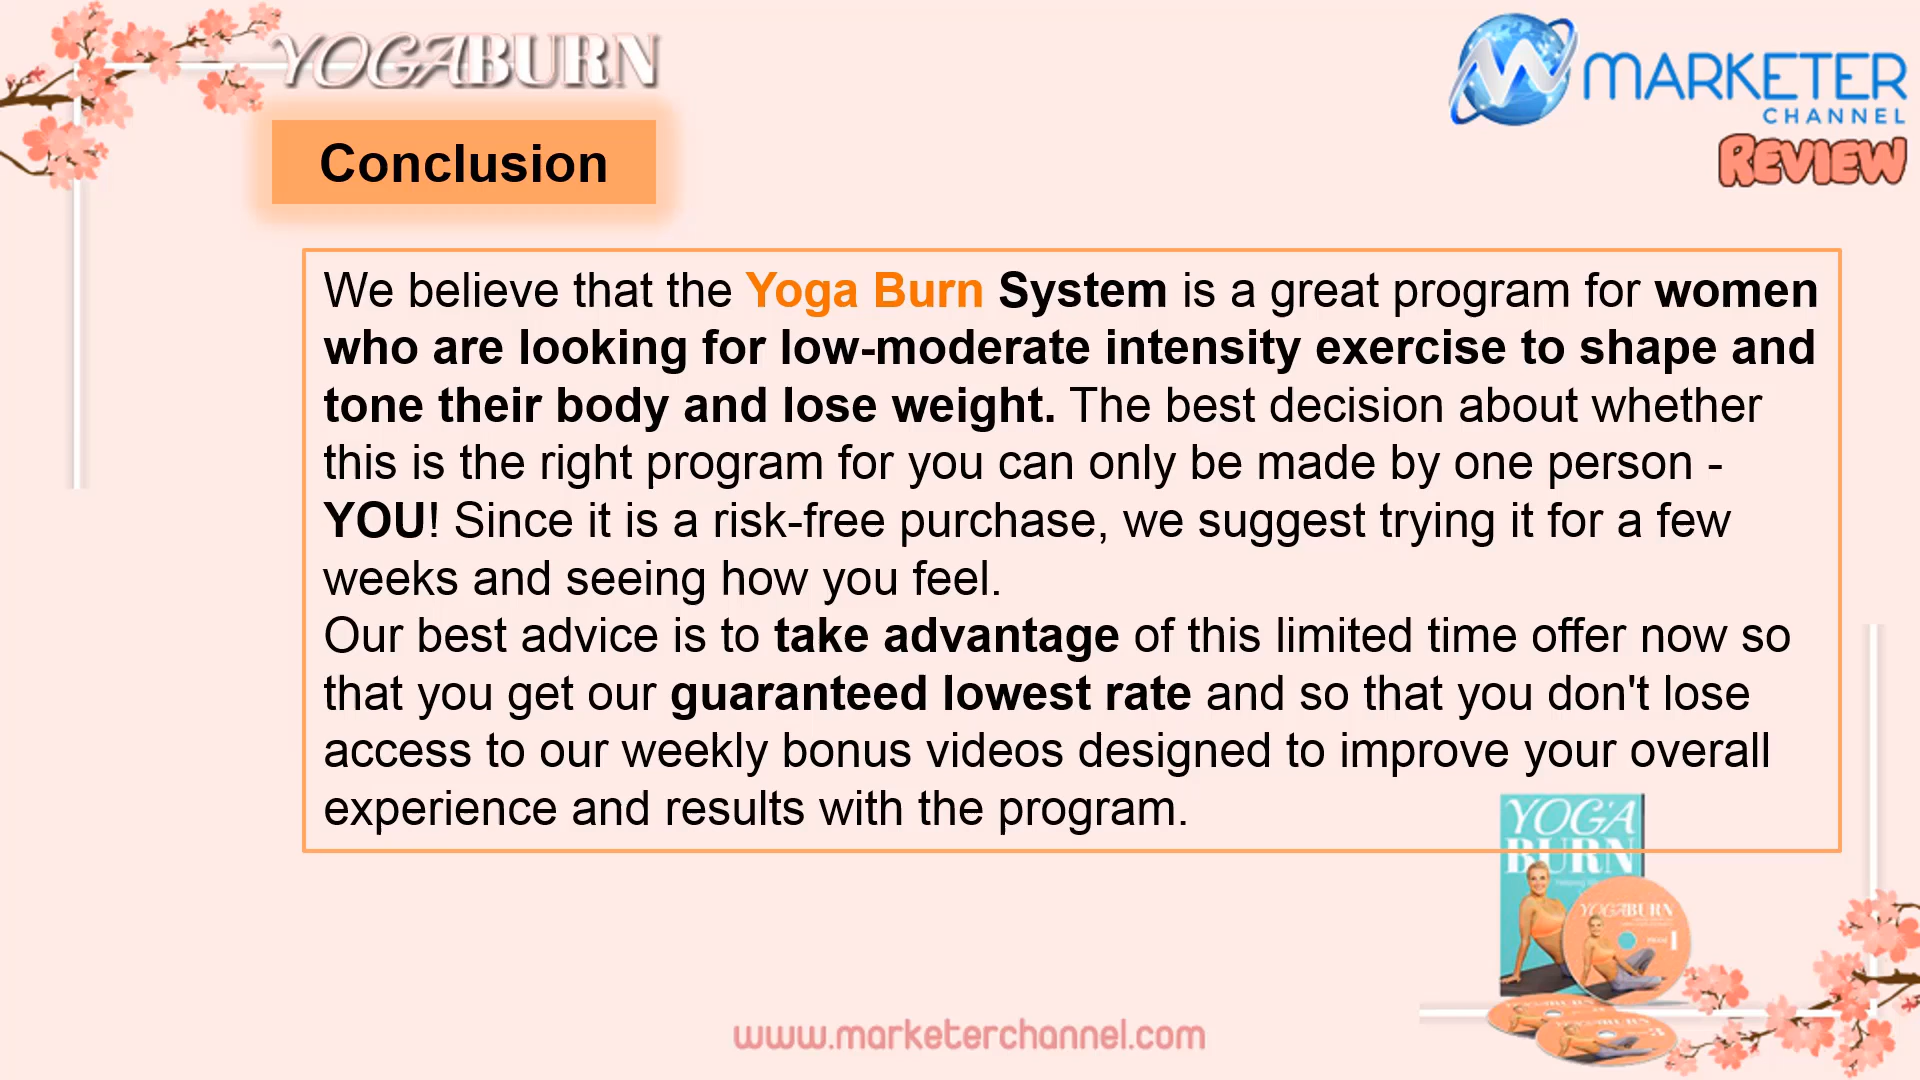 YOGABURN
MARKETER
CHANNEL
REVIEW
Conclusion
We believe that the Yoga Burn System is a great program for women
who are looking for low-moderate intensity exercise to shape and
tone their body and lose weight. The best decision about whether
this is the right program for you can only be made by one person -
YOU! Since it is a risk-free purchase, we suggest trying it for a few
weeks and seeing how you feel.
Our best advice is to take advantage of this limited time offer now so
that you get our guaranteed lowest rate and so that you don't lose
access to our weekly bonus videos designed to improve your overall
experience and results with the program.
YOGA
BURN
YOGABURN
www.marketerchannel.com